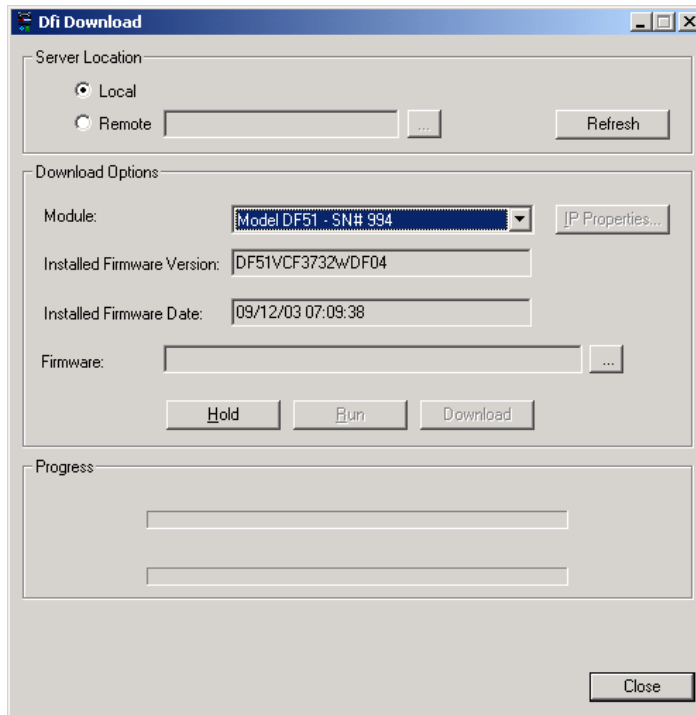 Dfi Download
Server Location
Local
Remote
...
Refresh
Download Options
Module:
Model DF51 - SN# 994
IP Properties...
Installed Firmware Version:
DF51VCF3732WDF04
Installed Firmware Date:
09/12/03 07:09:38
Firmware:
...
Hold
Run
Download
Progress
Close